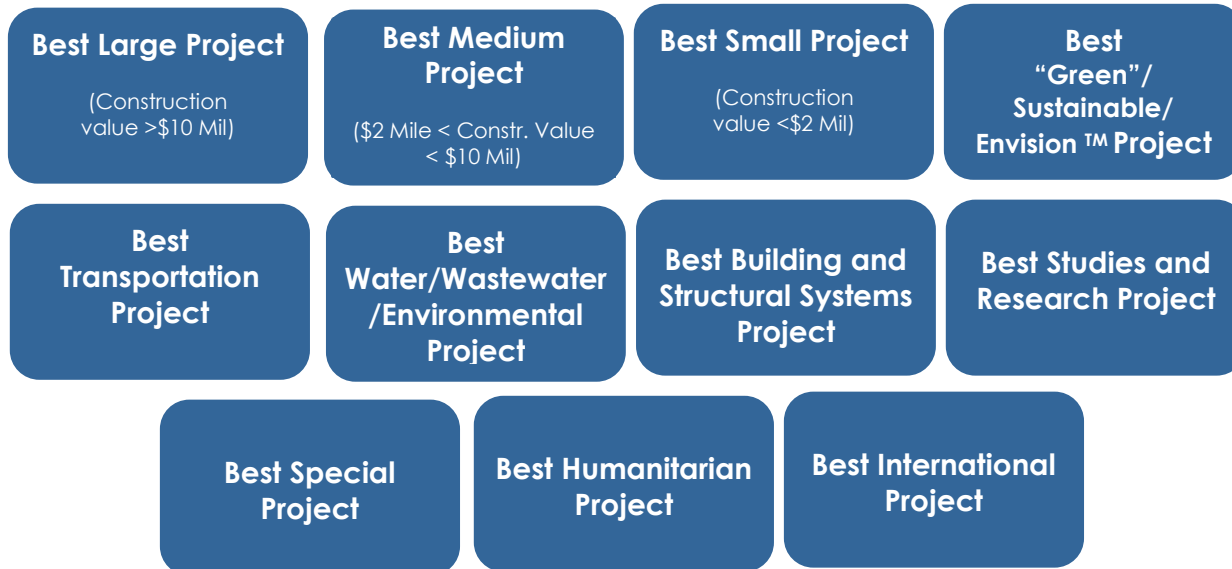 Best Large Project
(Construction
value >$10 Mil)
Best Medium
Project
($2 Mile < Constr. Value
< $10 Mil)
Best Small Project
(Construction
value <$2 Mil)
Best
“Green”/
Sustainable/
Envision ™ Project
Best
Transportation
Project
Best
Water/Wastewater
/Environmental
Project
Best Building and
Structural Systems
Project
Best Studies and
Research Project
Best Special
Project
Best Humanitarian
Project
Best International
Project